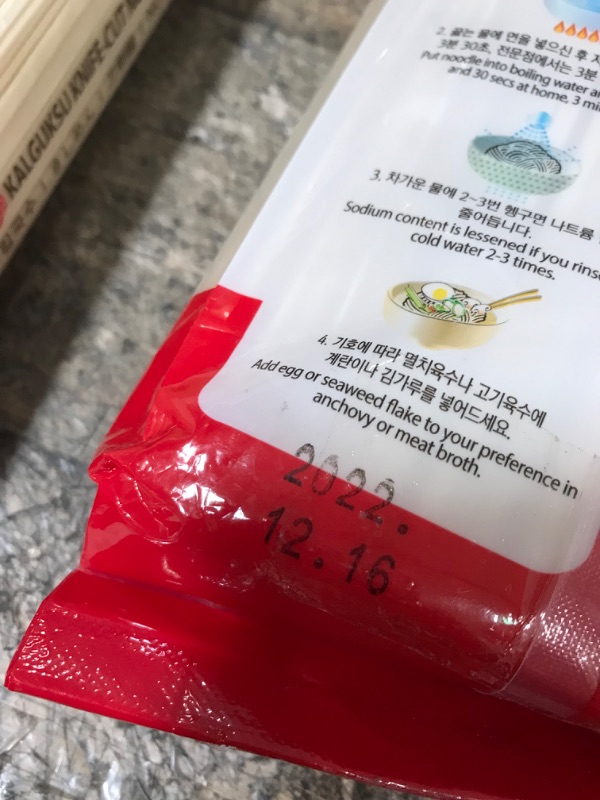 KALGUKSU KNIFE-CUT
2. 끓는 물에 면을 넣으신 후
3분 30초, 전문점에서는 3분
Put noodle into boiling water
and 30 secs at home, 3
3. 차가운 물에 2~3번 헹구면 나트륨
줄어듭니다.
Sodium content is lessened if you rinse
cold water 2-3 times.
4. 기호에 따라 멸치육수나 고기육수에
계란이나 김가루를 넣어드세요.
Add egg or seaweed flake to your preference in
anchovy or meat broth.
2022.
12.16